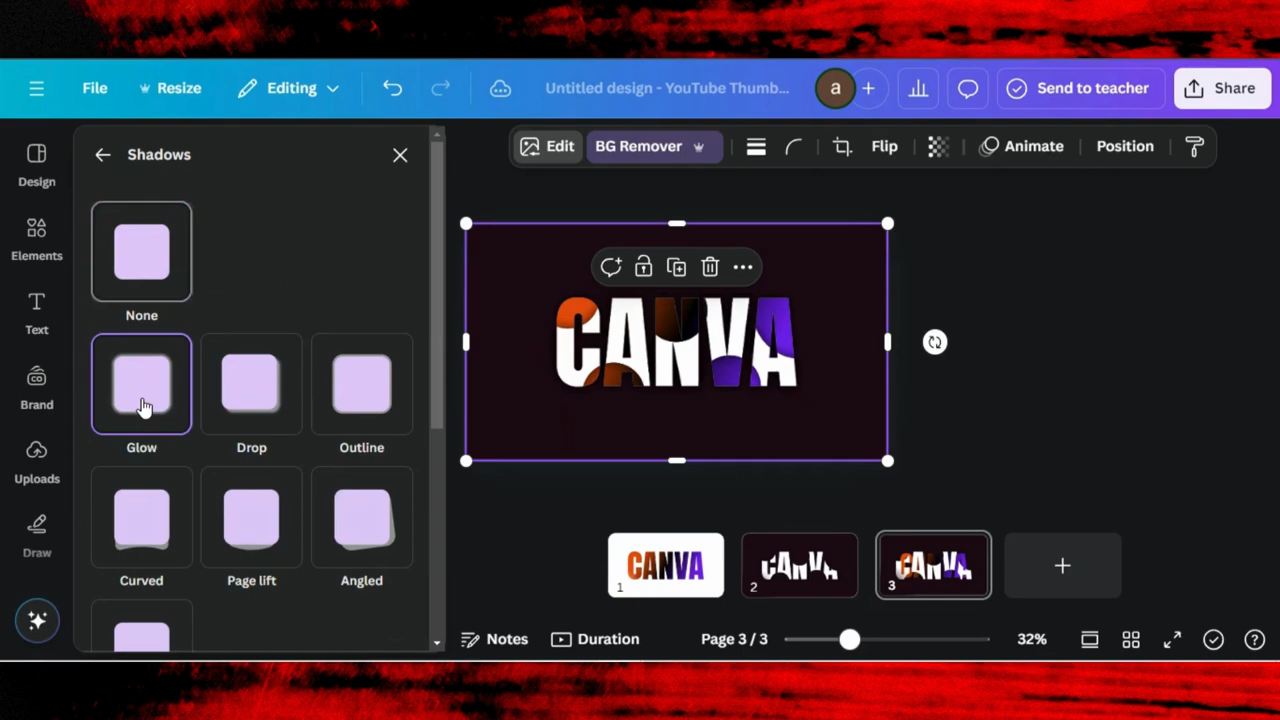 File
Resize
Editing
Untitled design - YouTube Thumb...
a
Send to teacher
Share
Design
Elements
Text
Brand
Uploads
Draw
Shadows
None
Glow
Drop
Outline
Curved
Page lift
Angled
Edit
BG Remover
Flip
Animate
Position
CANVA
CANVA
1
CANVA
2
CANVA
3
Notes
Duration
Page 3 / 3
32%